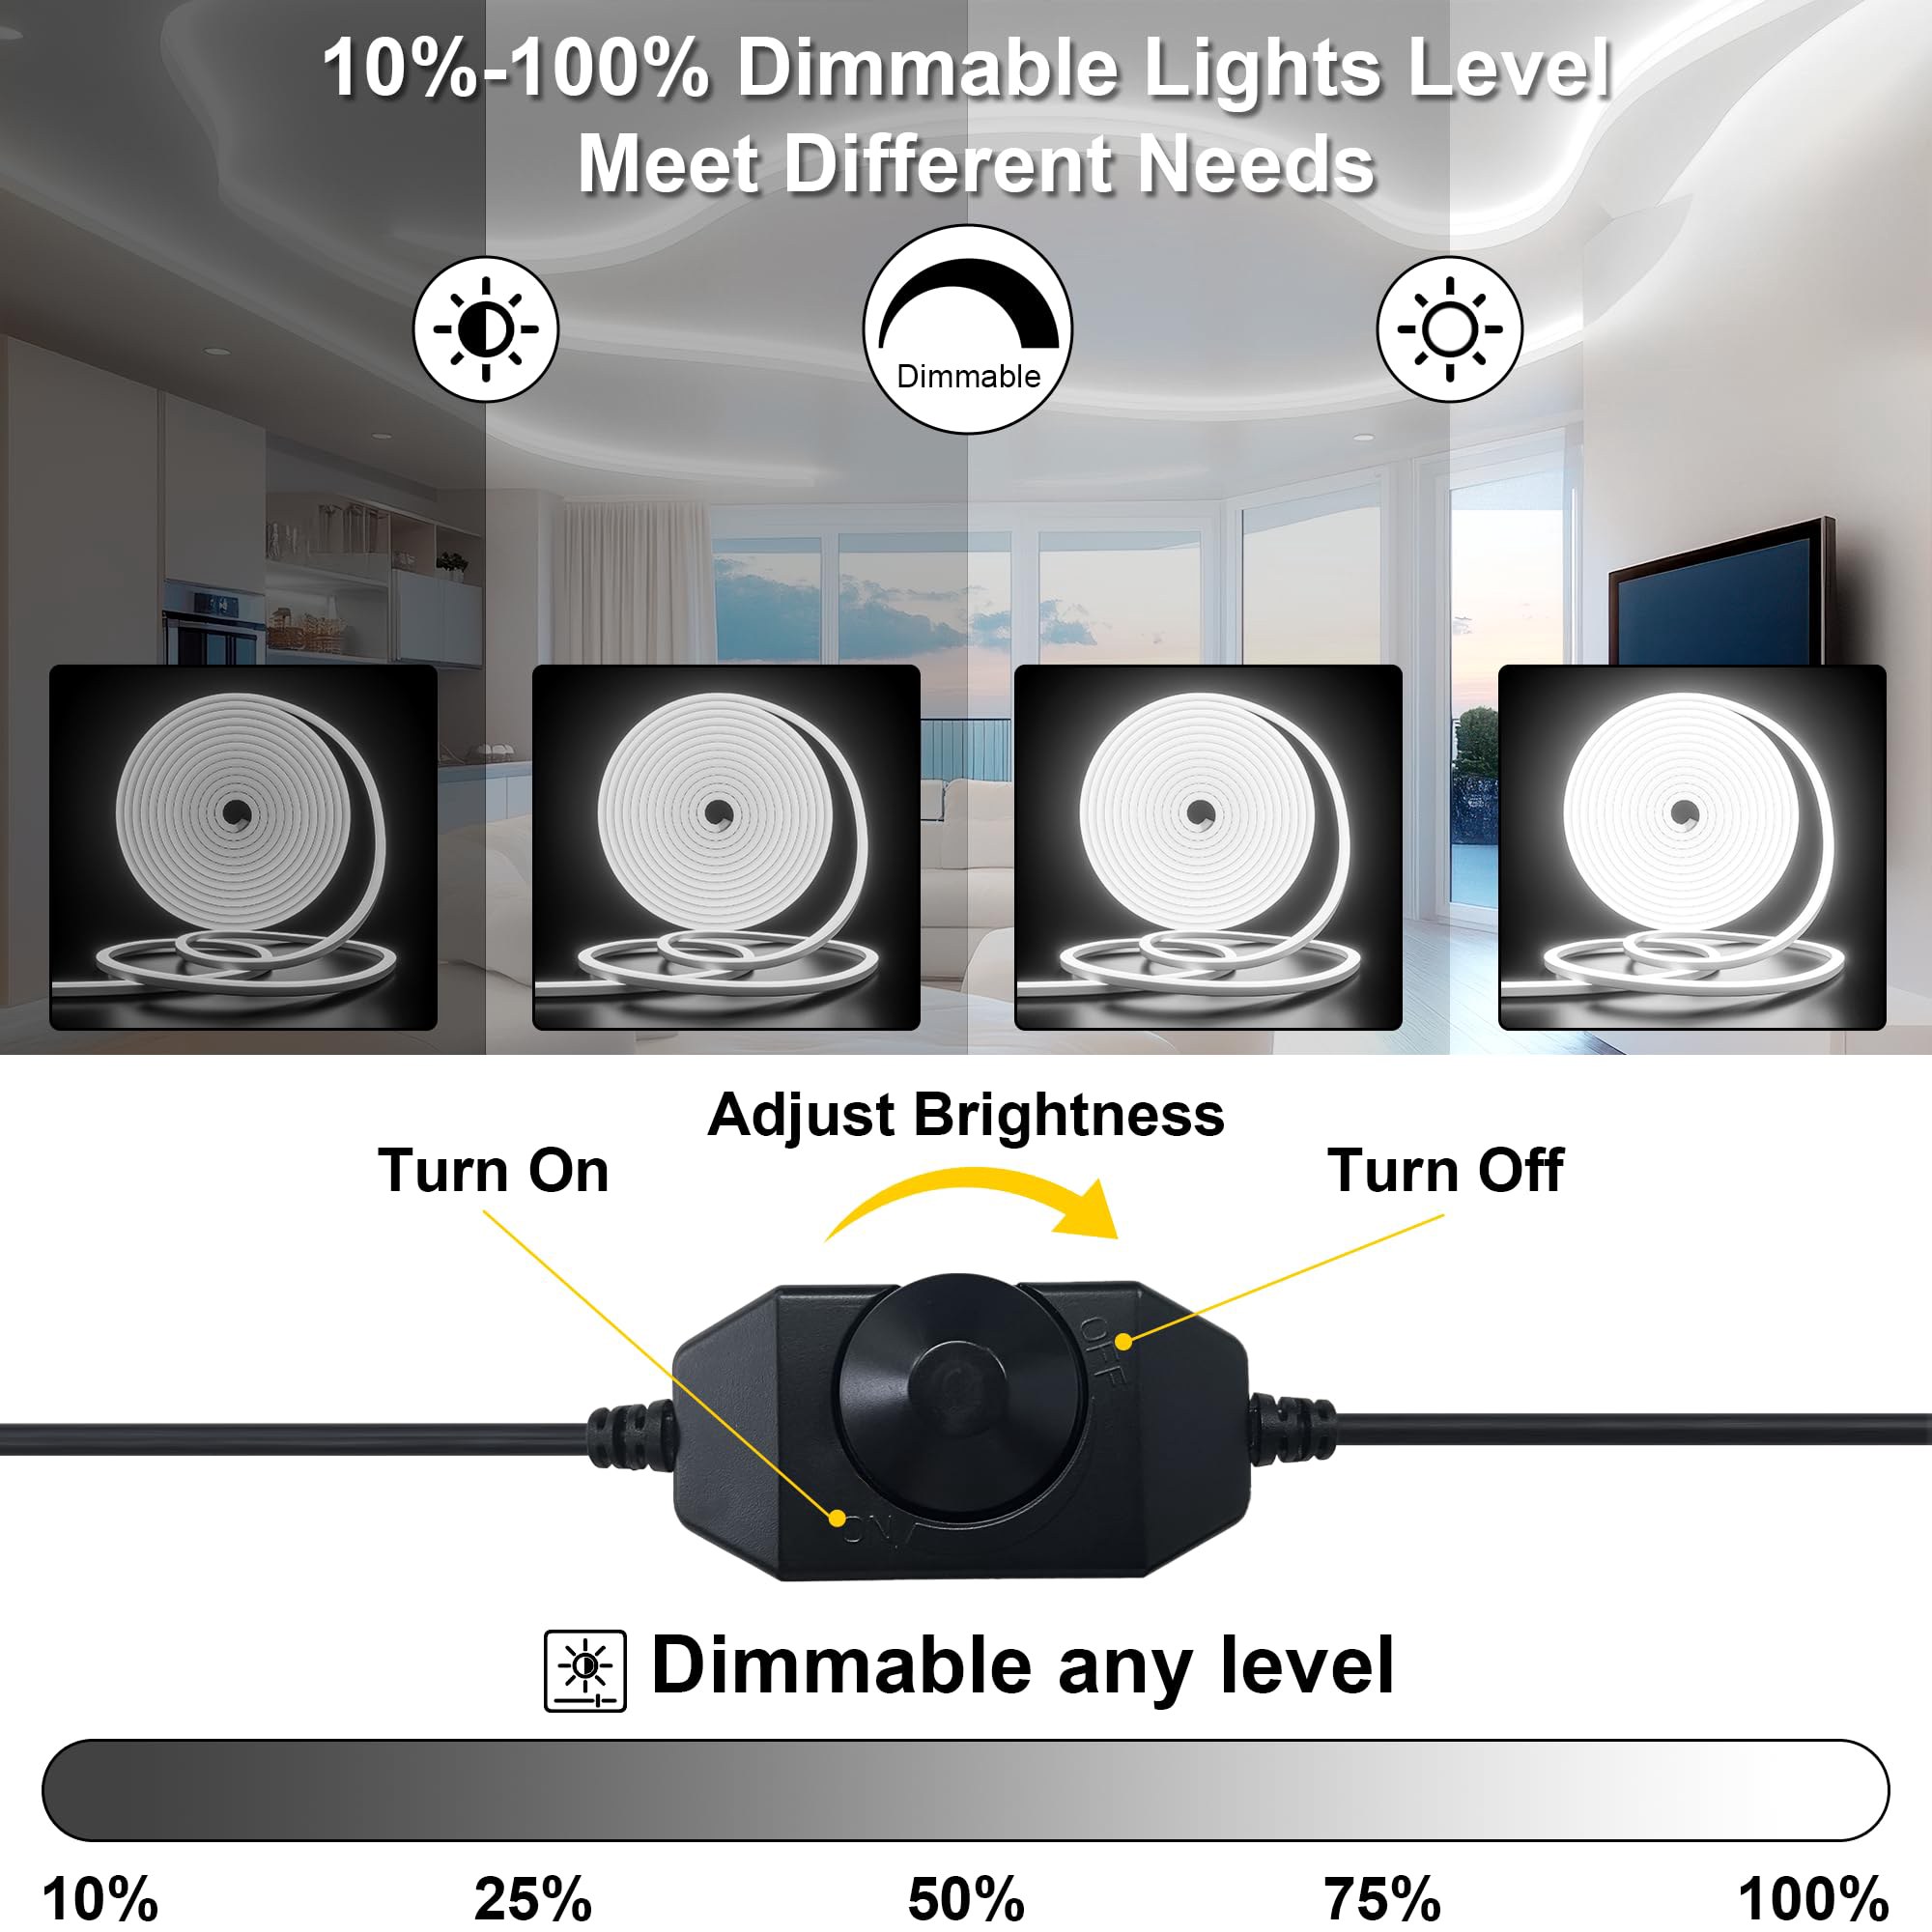 10%-100% Dimmable Lights Level
Meet Different Needs
Dimmable
Adjust Brightness
Turn On
Turn Off
OFF
ON
Dimmable any level
10%
25%
50%
75%
100%